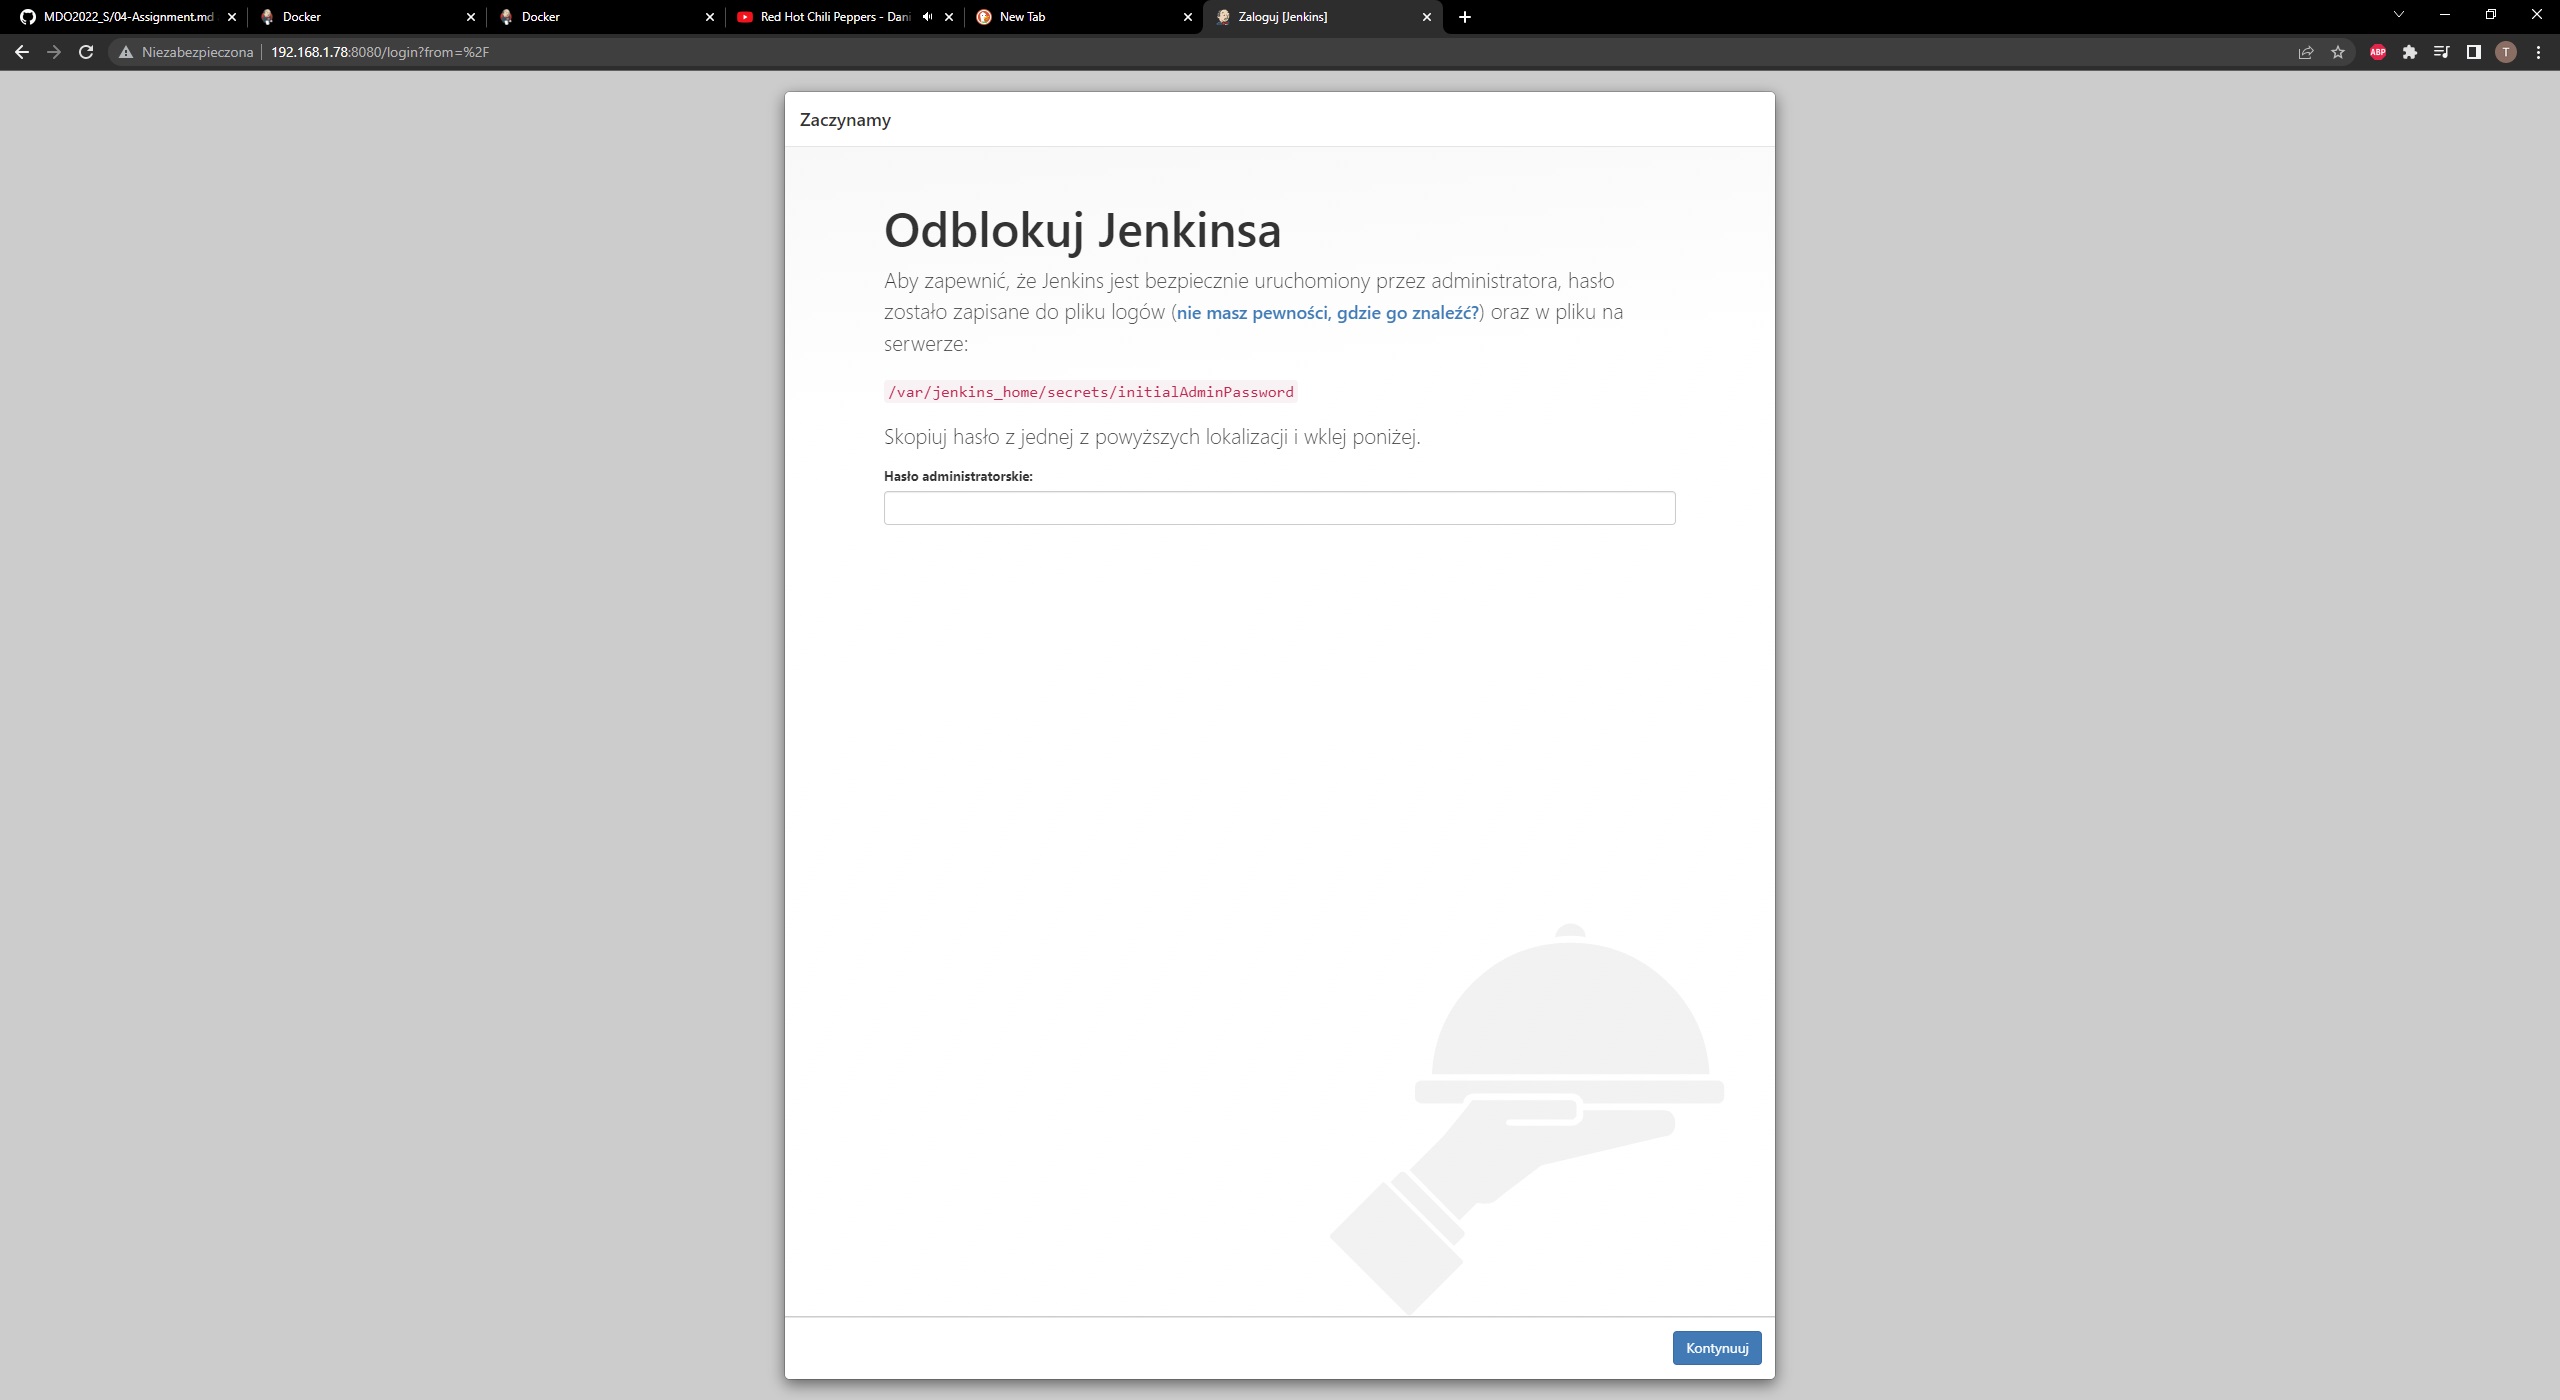 MDO2022_S/04-Assignment.md
Docker
Docker
Red Hot Chili Peppers - Dani
New Tab
Zaloguj [Jenkins]
Niezabezpieczona
192.168.1.78:8080/login?from=%2F
ABP
T
Zaczynamy
Odblokuj Jenkinsa
Aby zapewnić, że Jenkins jest bezpiecznie uruchomiony przez administratora, hasło
zostało zapisane do pliku logów (nie masz pewności, gdzie go znaleźć?) oraz w pliku na
serwerze:
/var/jenkins_home/secrets/initialAdminPassword
Skopiuj hasło z jednej z powyższych lokalizacji i wklej poniżej.
Hasło administratorskie:
Kontynuuj